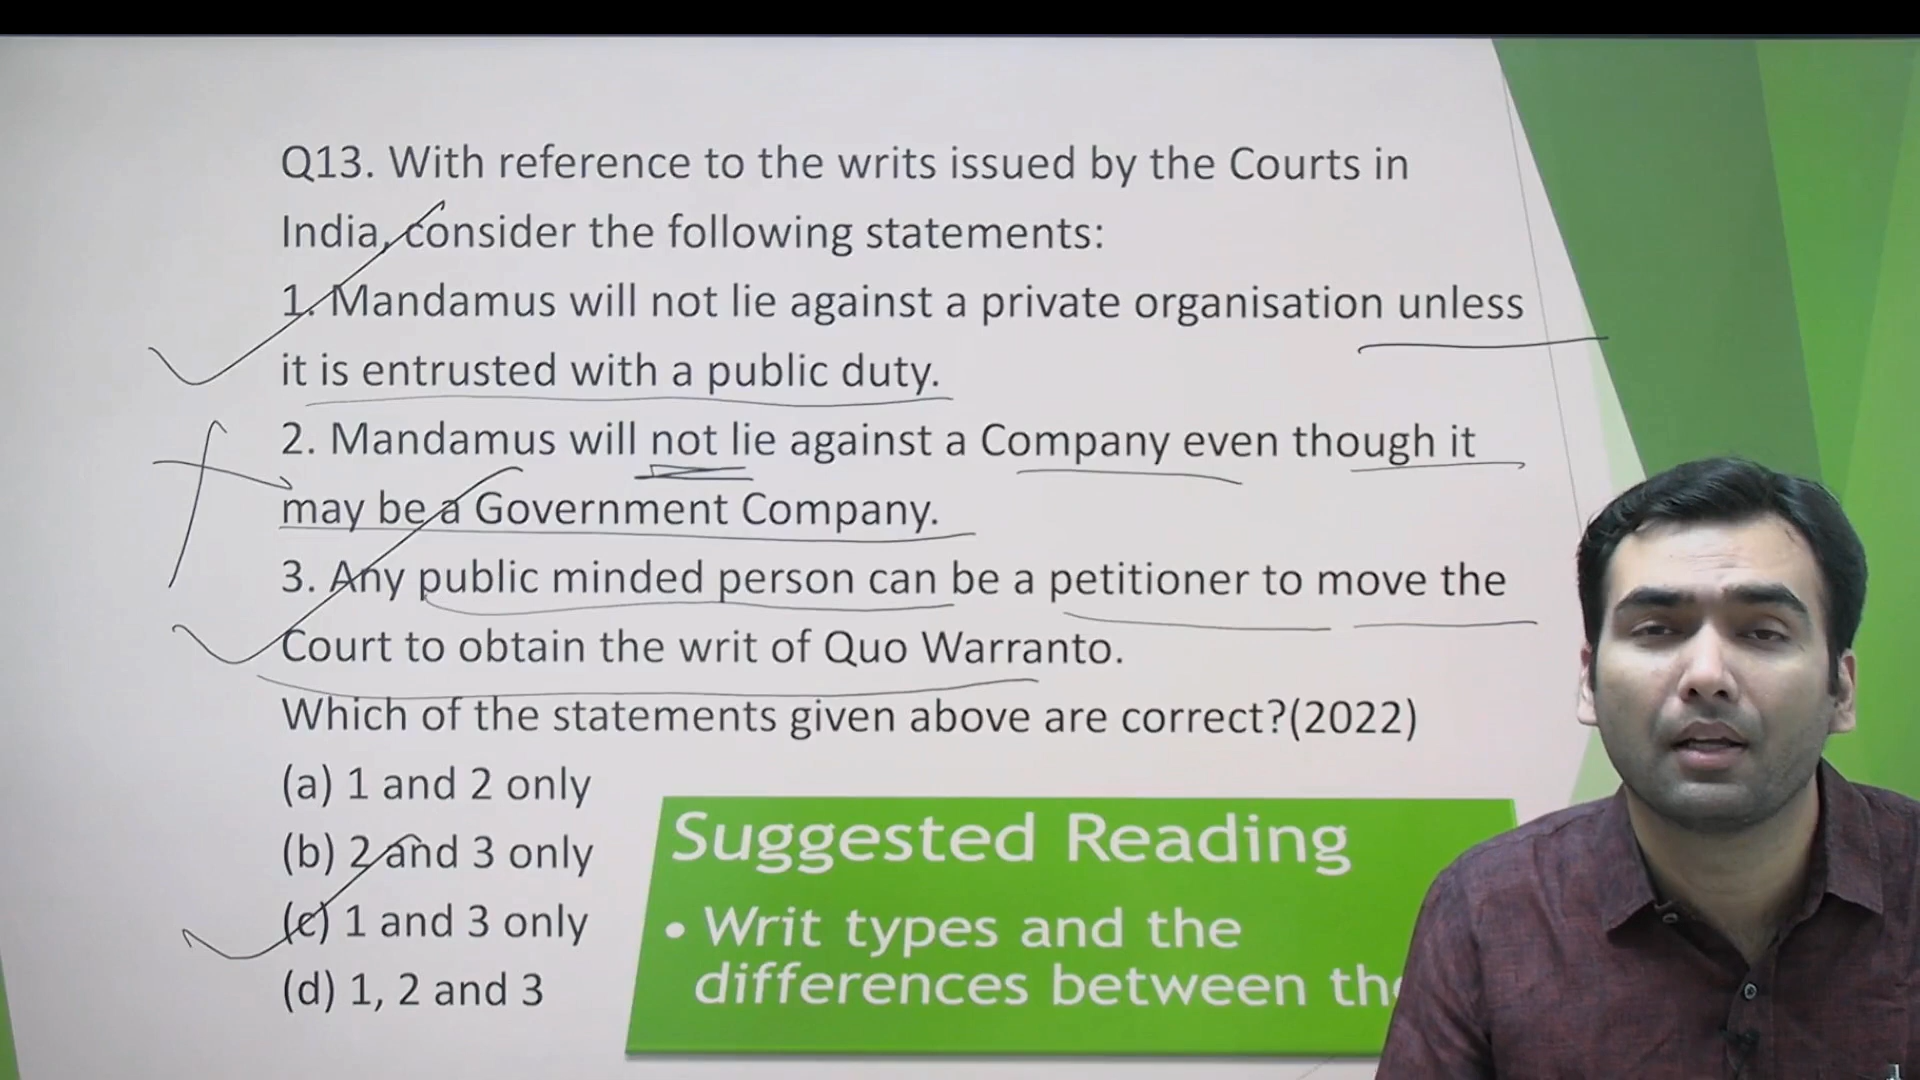 Q13. With reference to the writs issued by the Courts in
India, consider the following statements:
1. Mandamus will not lie against a private organisation unless
it is entrusted with a public duty.
2. Mandamus will not lie against a Company even though it
may be a Government Company.
3. Any public minded person can be a petitioner to move the
Court to obtain the writ of Quo Warranto.
Which of the statements given above are correct?(2022)
(a) 1 and 2 only
(b) 2 and 3 only
(c) 1 and 3 only
(d) 1, 2 and 3
Suggested Reading
• Writ types and the
differences between